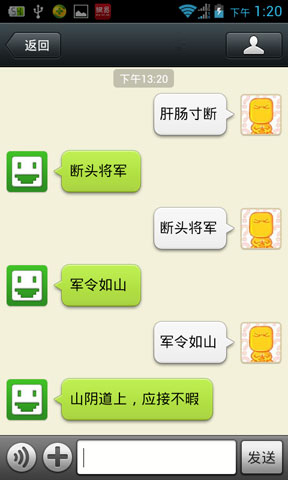 下午 1:20
返回
下午13:20
肝肠寸断
断头将军
断头将军
军令如山
军令如山
山阴道上，应接不暇
发送